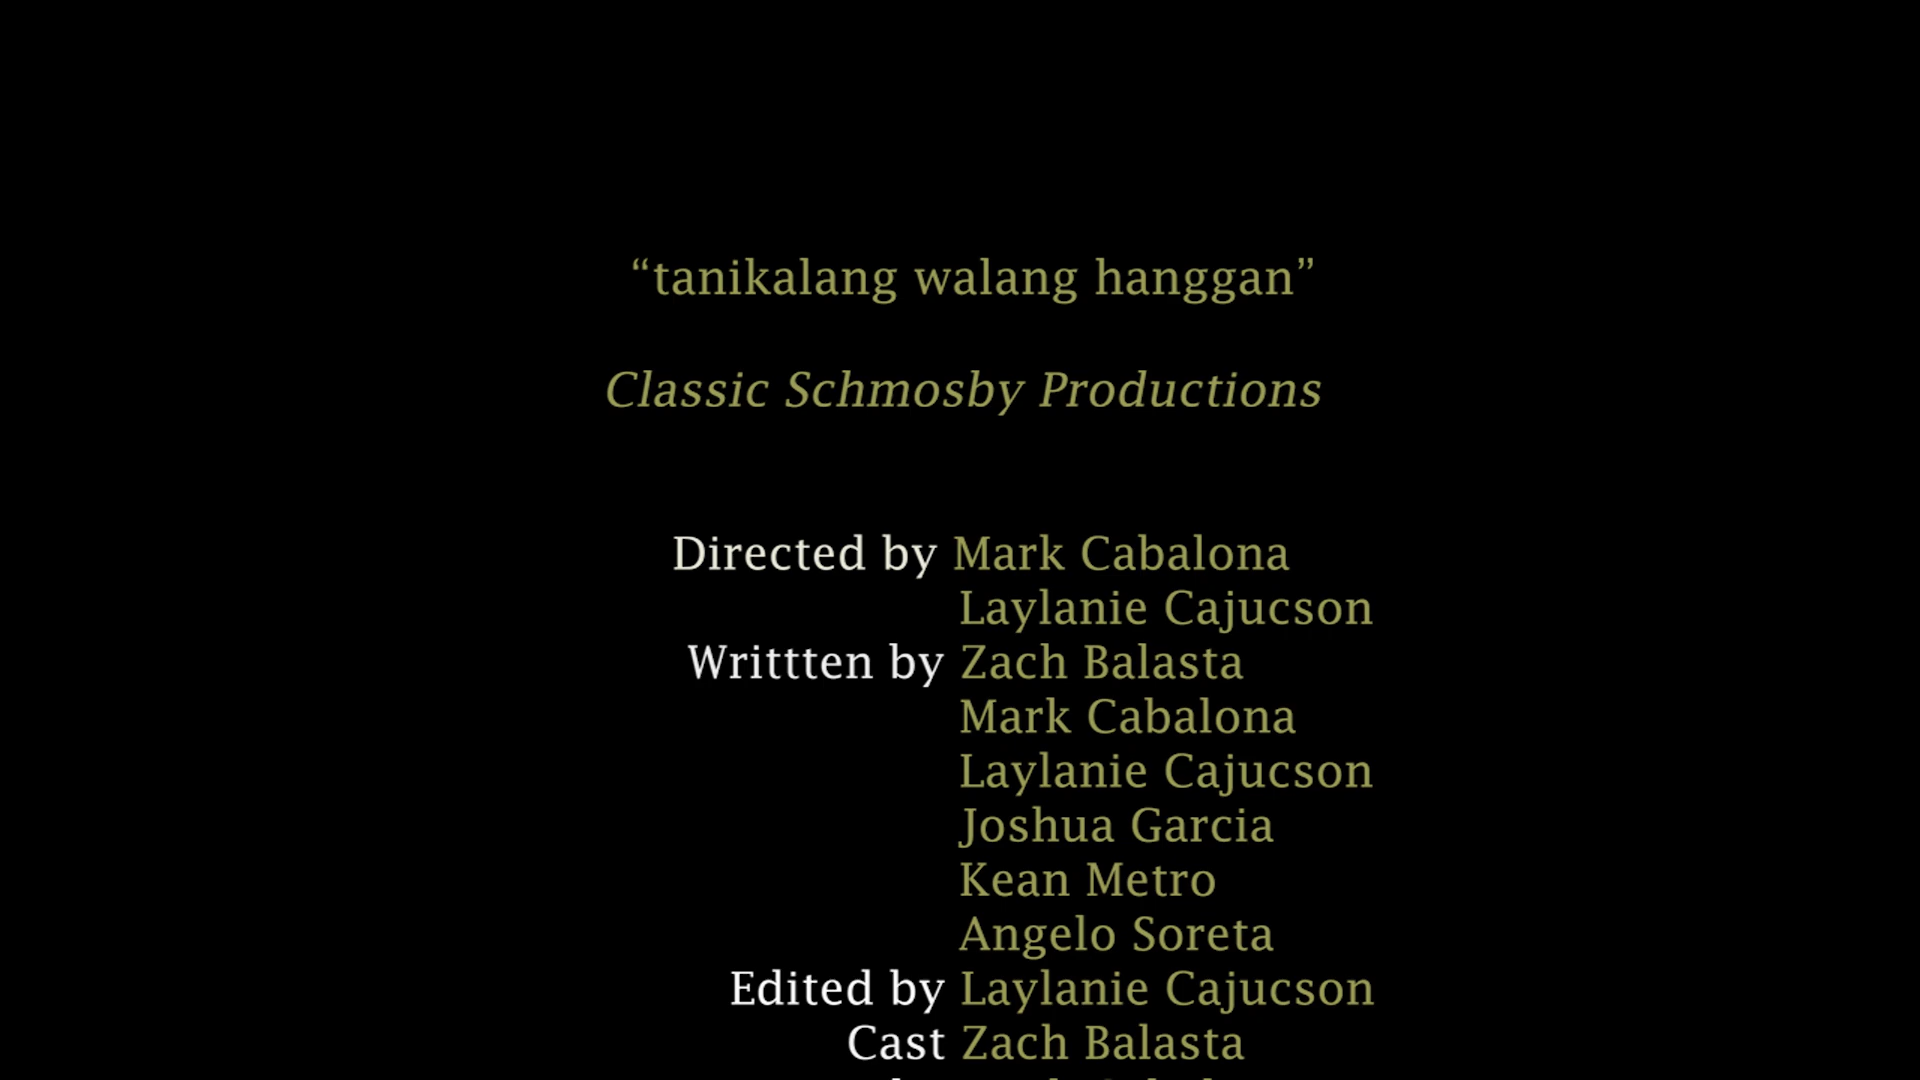 “tanikalang walang hanggan”
Classic Schmosby Productions
Directed by Mark Cabalona
Laylanie Cajucson
Writtten by Zach Balasta
Mark Cabalona
Laylanie Cajucson
Joshua Garcia
Kean Metro
Angelo Soreta
Edited by Laylanie Cajucson
Cast Zach Balasta